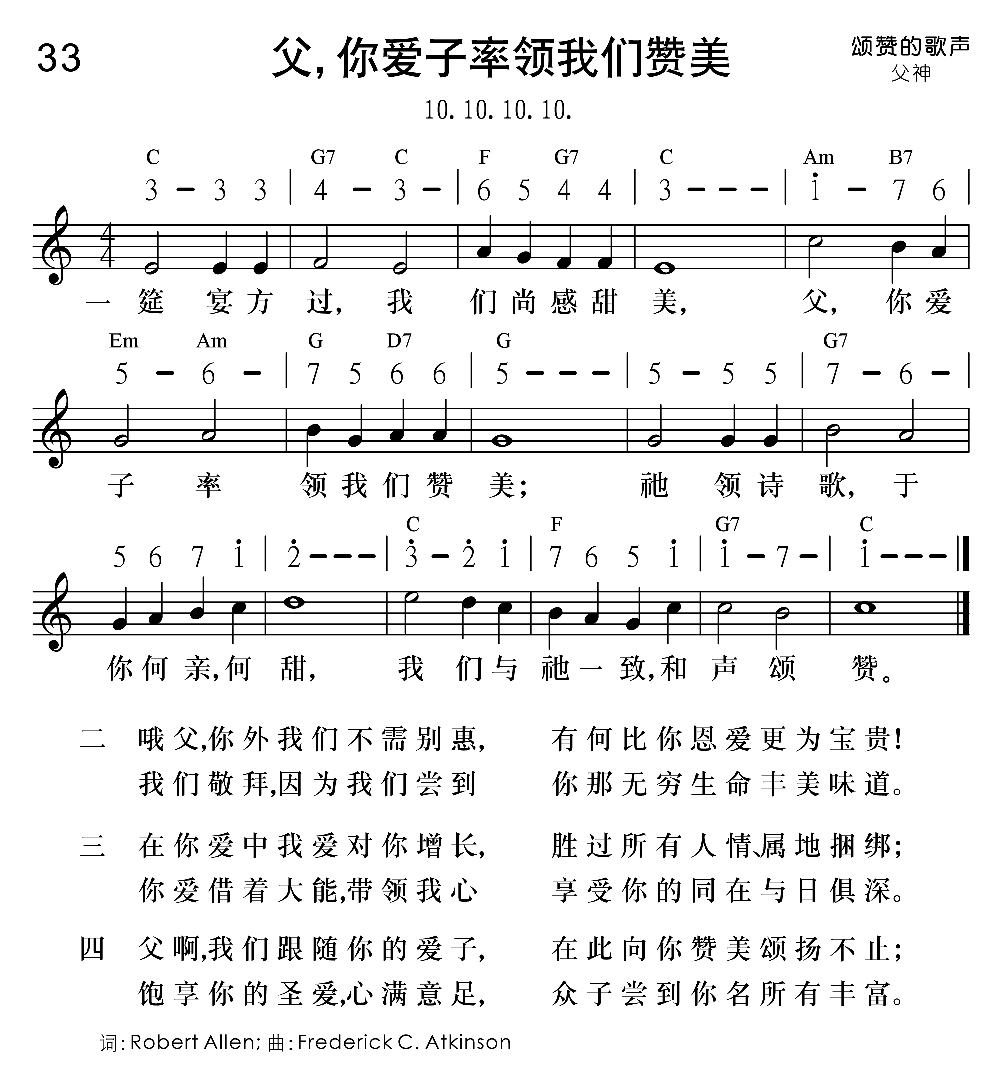 33 父,你爱子率领我们赞美 颂赞的歌声
父神
10. 10. 10. 10.
C G7 C F G7 C Am B7
3 – 3 3 | 4 – 3 – | 6 5 4 4 | 3 – – – | 1̇ – 7 6 |
4
4
一 筵 宴 方 过, 我 们 尚 感 甜 美, 父, 你 爱
Em Am G D7 G G7
5 – 6 – | 7 5 6 6 | 5 – – – | 5 – 5 5 | 7 – 6 – |
子 率 领 我 们 赞 美; 祂 领 诗 歌, 于
C F G7 C
5 6 7 1̇ | 2̇ – – – | 3̇ – 2̇ 1̇ | 7 6 5 1̇ | 1̇ – 7 – | 1̇ – – –
你 何 亲, 何 甜, 我 们 与 祂 一 致, 和 声 颂 赞。
二 哦父,你外我们不需别惠, 有何比你恩爱更为宝贵!
我们敬拜,因为我们尝到 你那无穷生命丰美味道。
三 在你爱中我爱对你增长, 胜过所有人情、属地捆绑;
你爱借着大能,带领我心 享受你的同在与日俱深。
四 父啊,我们跟随你的爱子, 在此向你赞美颂扬不止;
饱享你的圣爱,心满意足, 众子尝到你名所有丰富。
词: Robert Allen; 曲: Frederick C. Atkinson